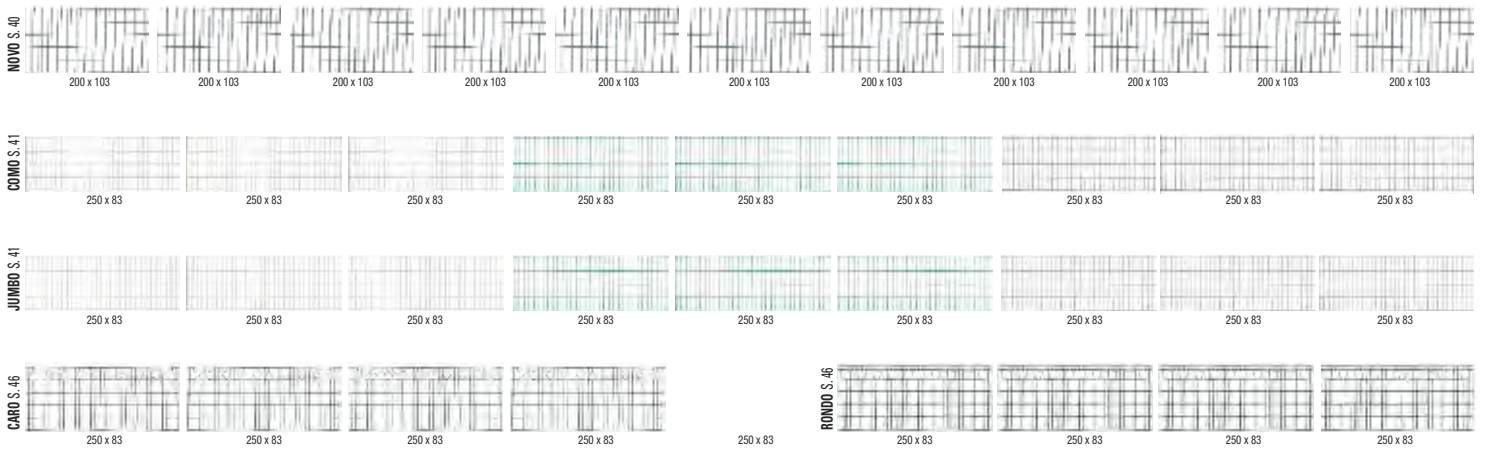 NOVO S. 40
200 x 103 200 x 103 200 x 103 200 x 103 200 x 103 200 x 103 200 x 103 200 x 103 200 x 103 200 x 103 200 x 103
COMO S. 41
250 x 83 250 x 83 250 x 83 250 x 83 250 x 83 250 x 83 250 x 83 250 x 83 250 x 83
JUMBO S. 41
250 x 83 250 x 83 250 x 83 250 x 83 250 x 83 250 x 83 250 x 83 250 x 83 250 x 83
CARO S. 46
250 x 83 250 x 83 250 x 83 250 x 83 250 x 83
RONDO S. 46
250 x 83 250 x 83 250 x 83 250 x 83